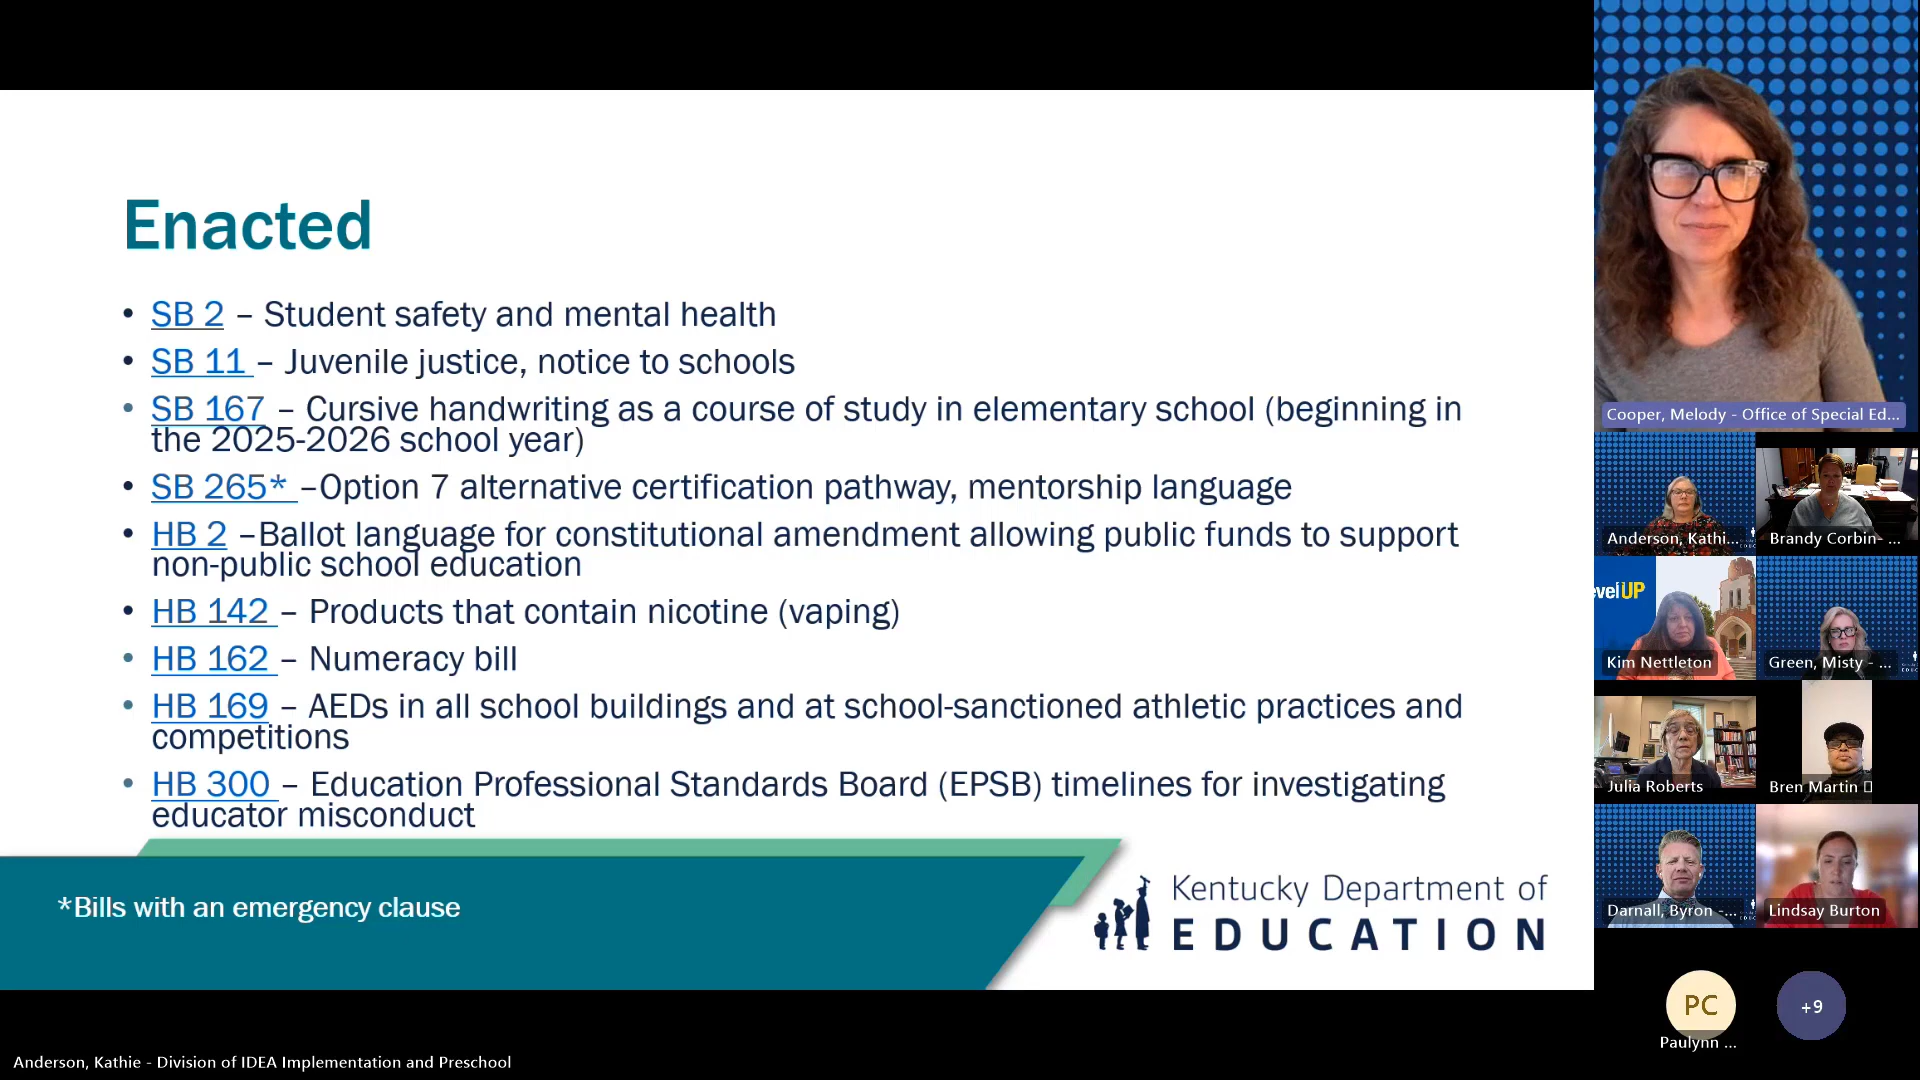 Enacted
• SB 2 – Student safety and mental health
• SB 11 – Juvenile justice, notice to schools
• SB 167 – Cursive handwriting as a course of study in elementary school (beginning in
the 2025-2026 school year)
• SB 265* –Option 7 alternative certification pathway, mentorship language
• HB 2 –Ballot language for constitutional amendment allowing public funds to support
non-public school education
• HB 142 – Products that contain nicotine (vaping)
• HB 162 – Numeracy bill
• HB 169 – AEDs in all school buildings and at school-sanctioned athletic practices and
competitions
• HB 300 – Education Professional Standards Board (EPSB) timelines for investigating
educator misconduct
*Bills with an emergency clause
Kentucky Department of
EDUCATION
Anderson, Kathie - Division of IDEA Implementation and Preschool
Cooper, Melody - Office of Special Ed...
Anderson, Kathi...
Brandy Corbin- ...
evelUP
Kim Nettleton
Green, Misty - ...
Julia Roberts
Bren Martin
Darnall, Byron -...
Lindsay Burton
PC
Paulynn ...
+9